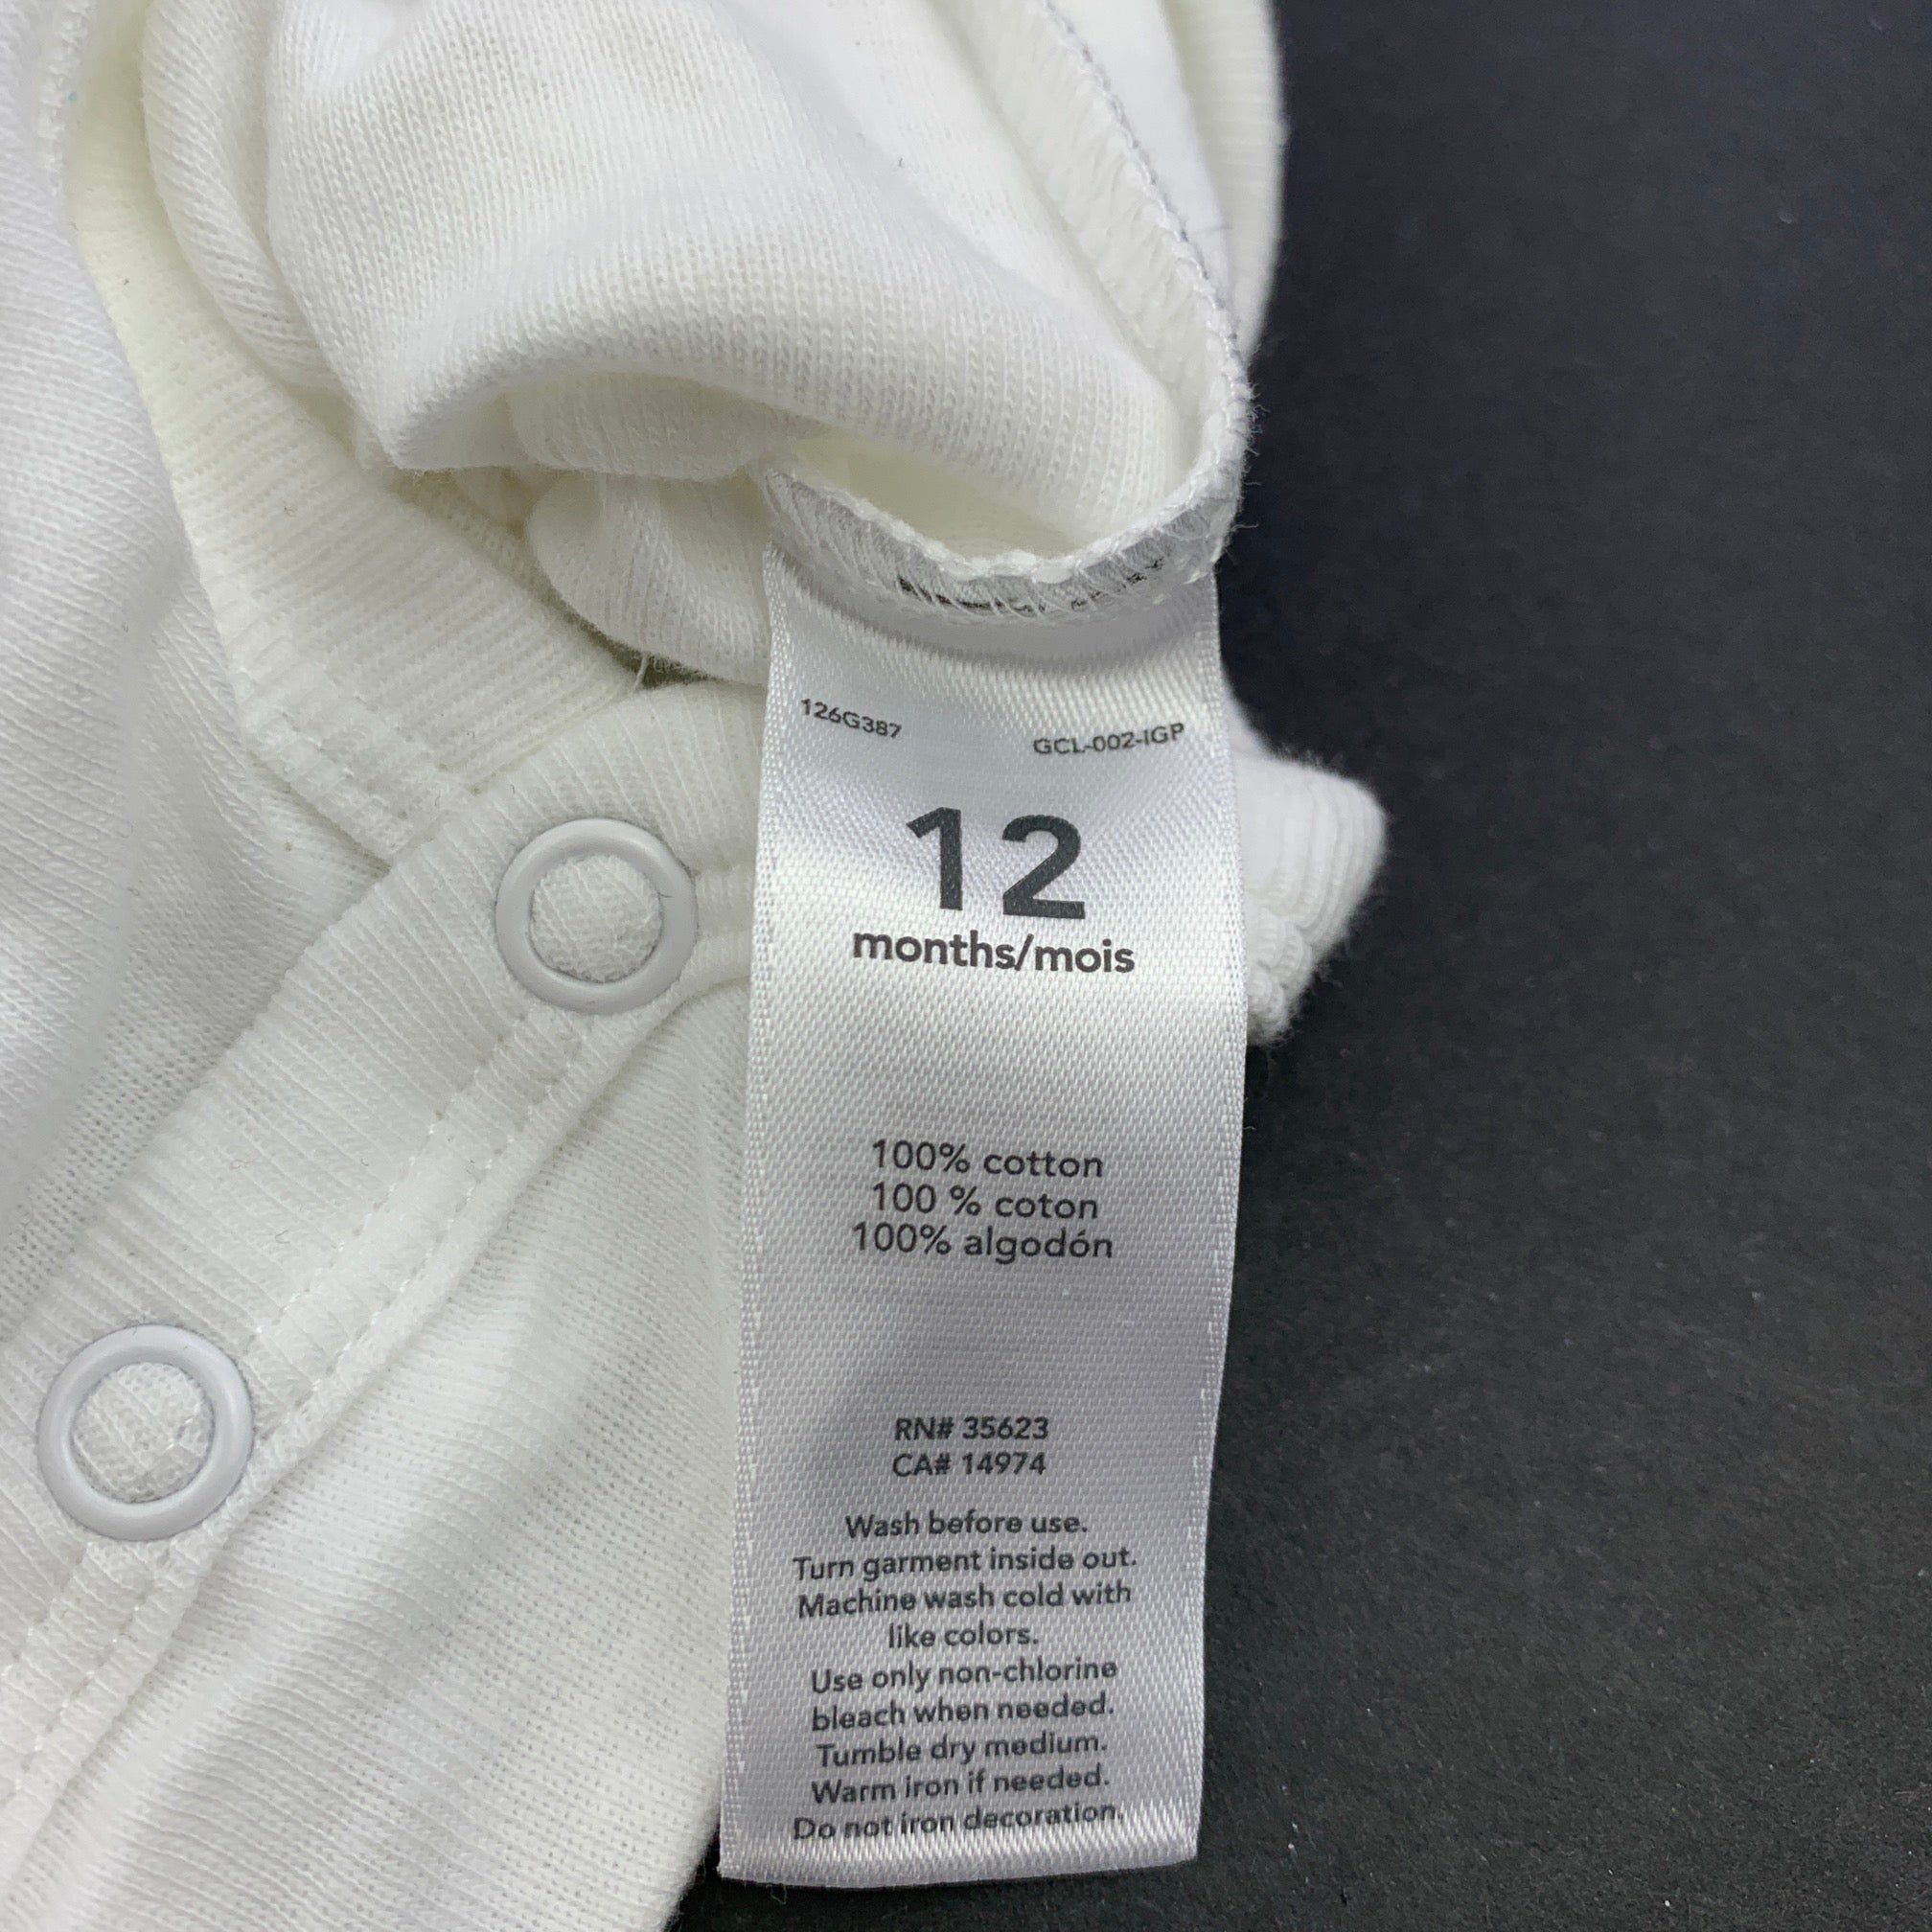 126G387 GCL-002-IGP
12
months/mois
100% cotton
100 % coton
100% algodón
RN# 35623
CA# 14974
Wash before use.
Turn garment inside out.
Machine wash cold with
like colors.
Use only non-chlorine
bleach when needed.
Tumble dry medium.
Warm iron if needed.
Do not iron decoration.